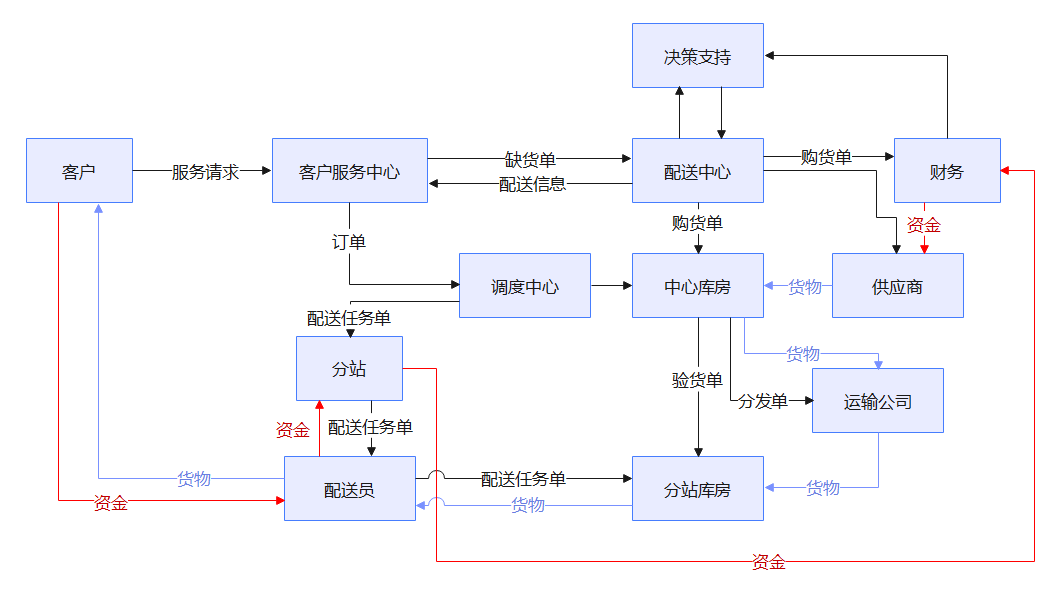 决策支持
客户
服务请求
客户服务中心
缺货单
配送信息
配送中心
购货单
财务
订单
购货单
资金
调度中心
中心库房
货物
供应商
配送任务单
分站
货物
验货单
分发单
运输公司
资金
配送任务单
货物
资金
配送员
配送任务单
货物
分站库房
货物
资金